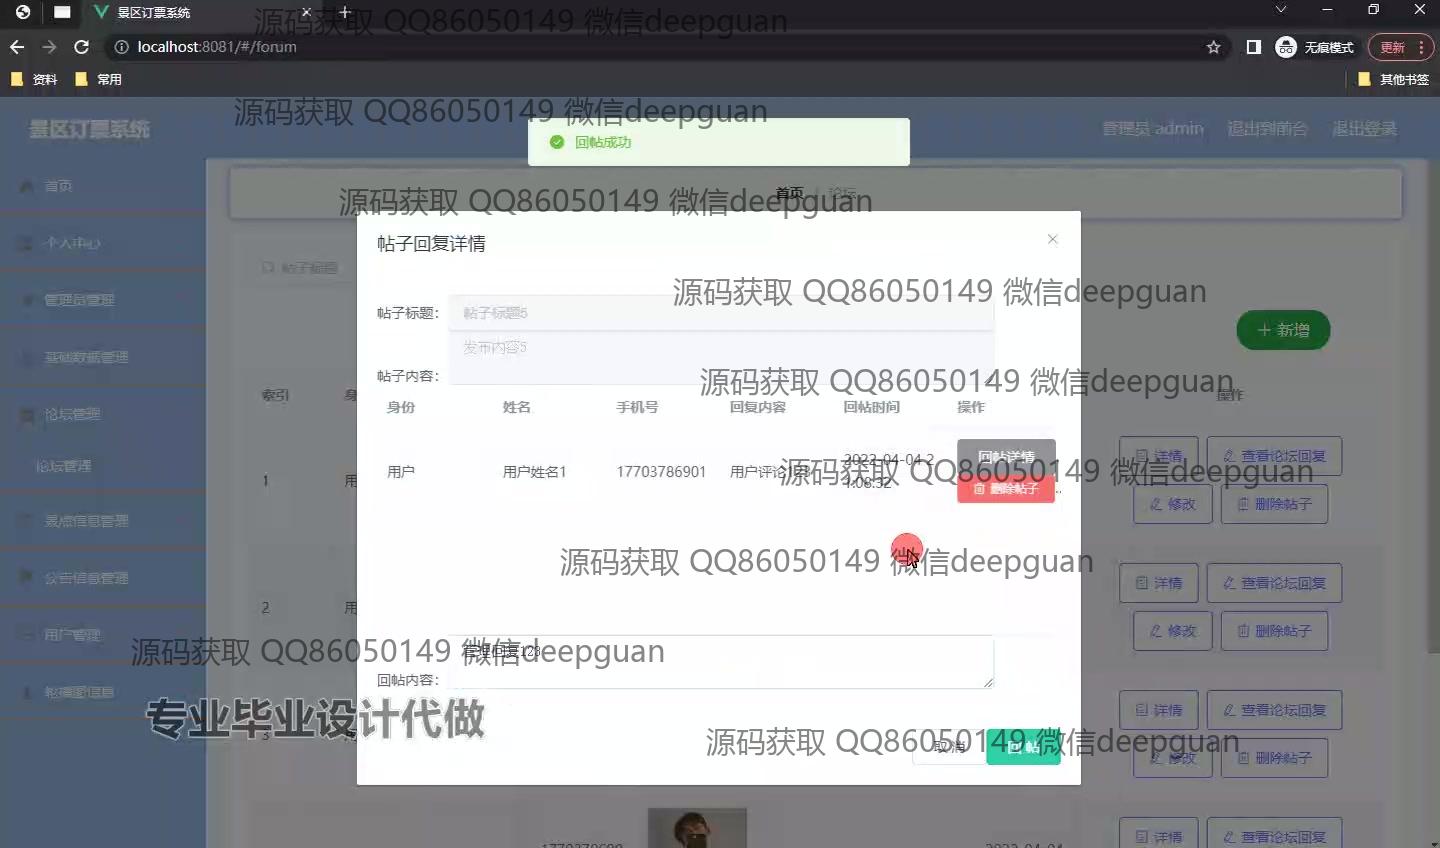 景区订票系统
localhost:8081/#/forum
无痕模式
更新
资料
常用
其他书签
源码获取 QQ86050149 微信deepguan
源码获取 QQ86050149 微信deepguan
景区订票系统
回帖成功
管理员 admin
退出到前台
退出登录
首页
个人中心
管理员管理
基础数据管理
论坛管理
论坛管理
景点信息管理
公告信息管理
用户管理
轮播图信息
首页 / 论坛
源码获取 QQ86050149 微信deepguan
帖子标题
帖子回复详情
源码获取 QQ86050149 微信deepguan
帖子标题: 帖子标题5
新增
发布内容5
帖子内容:
源码获取 QQ86050149 微信deepguan
索引
操作
身份 姓名 手机号 回复内容 回帖时间 操作
用户 用户姓名1 17703786901 用户评论123 2022-04-04 2
1:08:32
回帖详情
删除帖子
源码获取 QQ86050149 微信deepguan
1
详情 查看论坛回复
修改 删除帖子
源码获取 QQ86050149 微信deepguan
2
详情 查看论坛回复
修改 删除帖子
源码获取 QQ86050149 微信deepguan
管理回复123
回帖内容:
专业毕业设计代做
3
详情 查看论坛回复
修改 删除帖子
源码获取 QQ86050149 微信deepguan
取消 回帖
详情 查看论坛回复